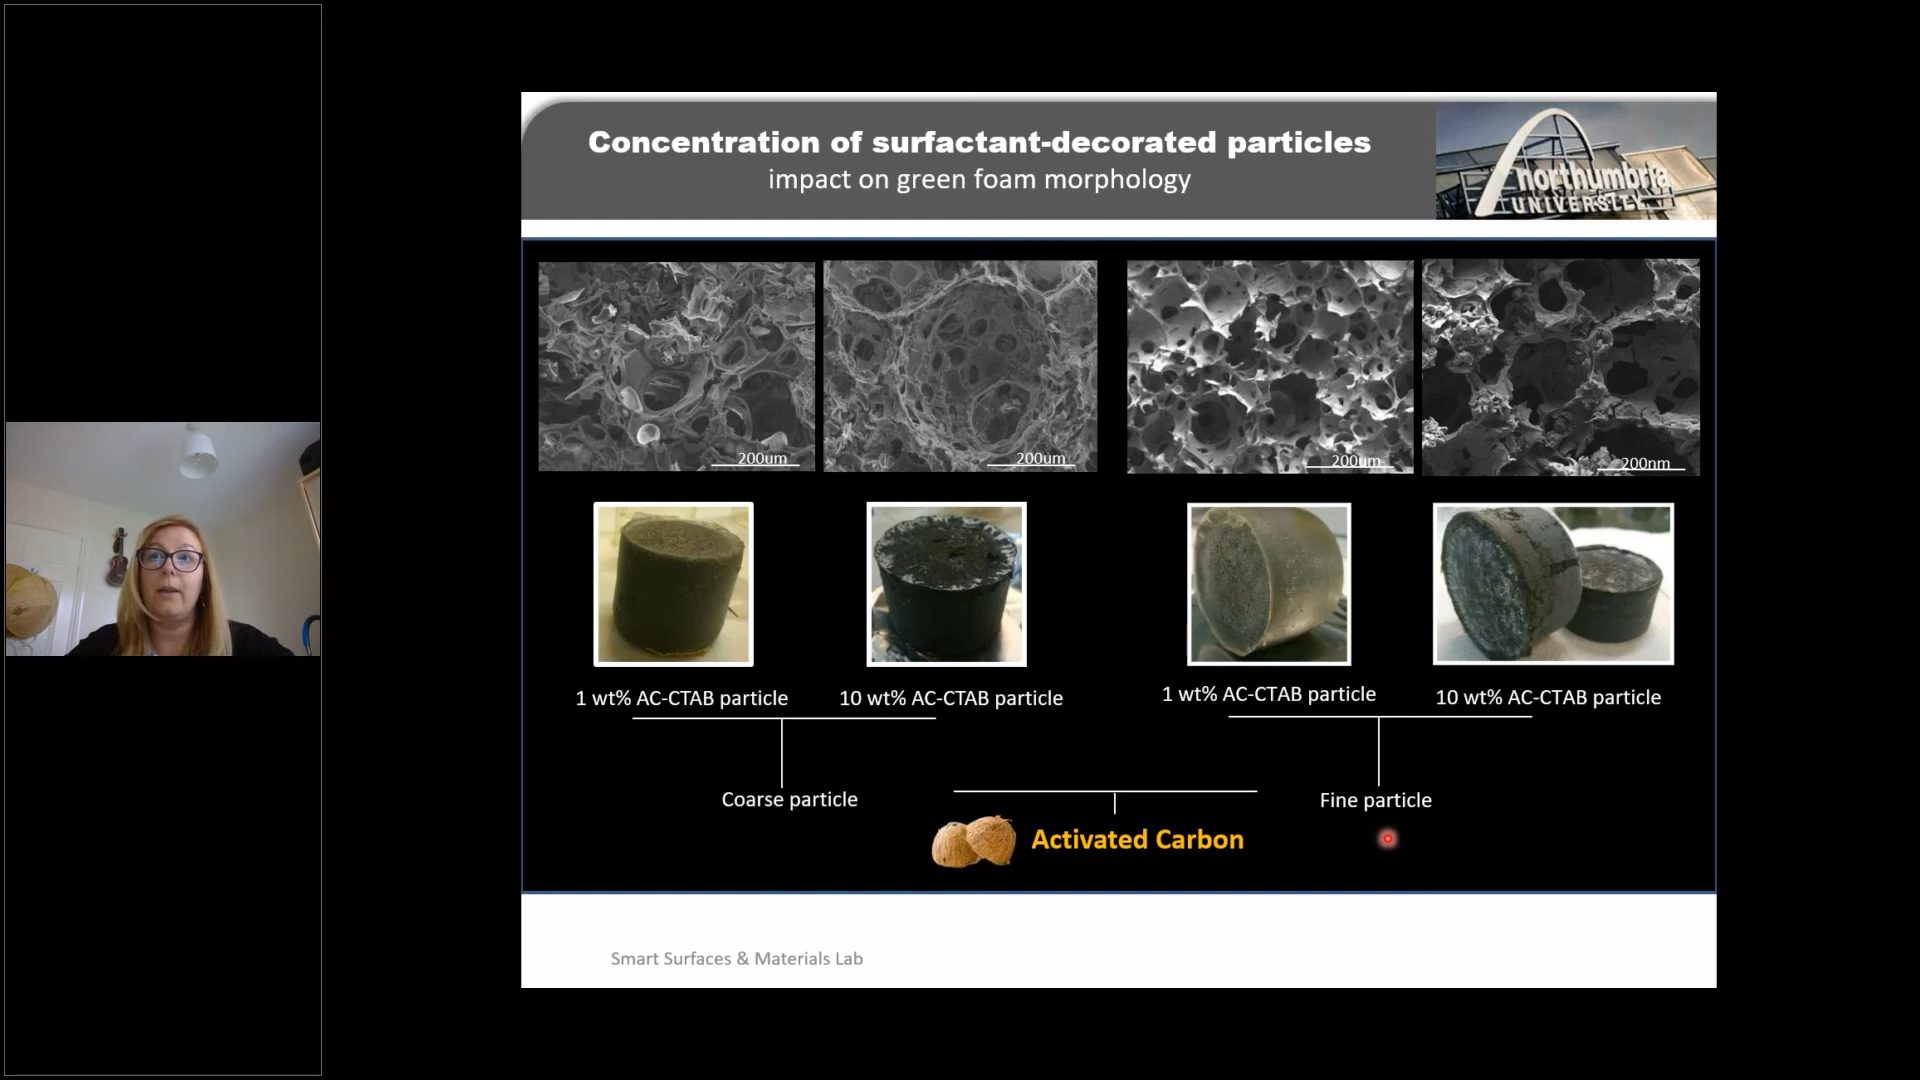 Concentration of surfactant-decorated particles
impact on green foam morphology
northumbria
UNIVERSITY
200um
200um
200um
200nm
1 wt% AC-CTAB particle
10 wt% AC-CTAB particle
1 wt% AC-CTAB particle
10 wt% AC-CTAB particle
Coarse particle
Fine particle
Activated Carbon
Smart Surfaces & Materials Lab